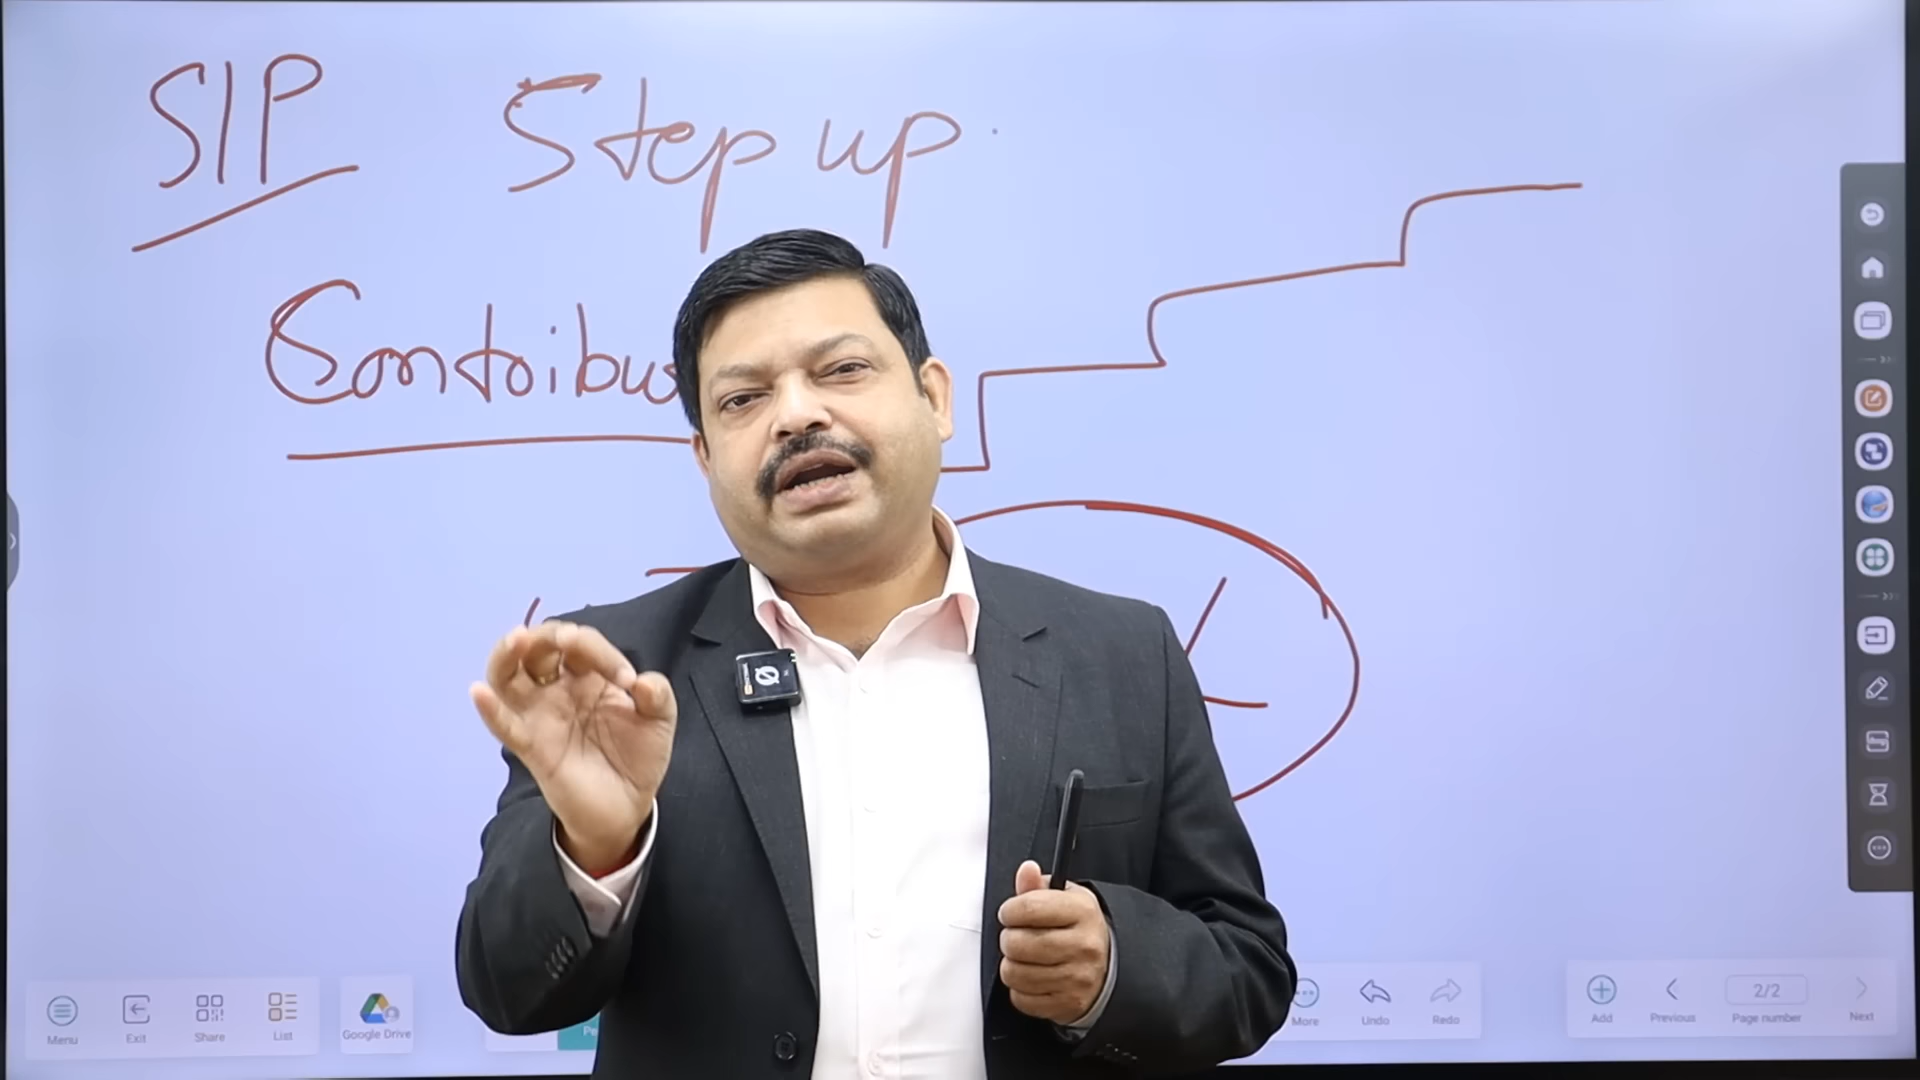 SIP Step up
Contribu
Menu Exit Share List Google Drive Pe More Undo Redo Add Previous 2/2 Page number Next